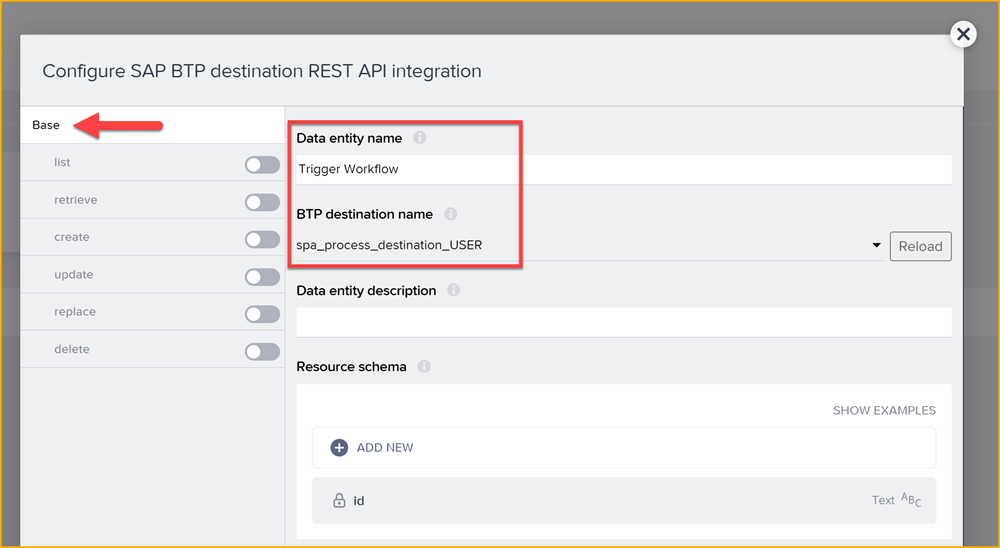 Configure SAP BTP destination REST API integration
Base
list
retrieve
create
update
replace
delete
Data entity name
Trigger Workflow
BTP destination name
spa_process_destination_USER
Reload
Data entity description
Resource schema
SHOW EXAMPLES
ADD NEW
id Text ABC